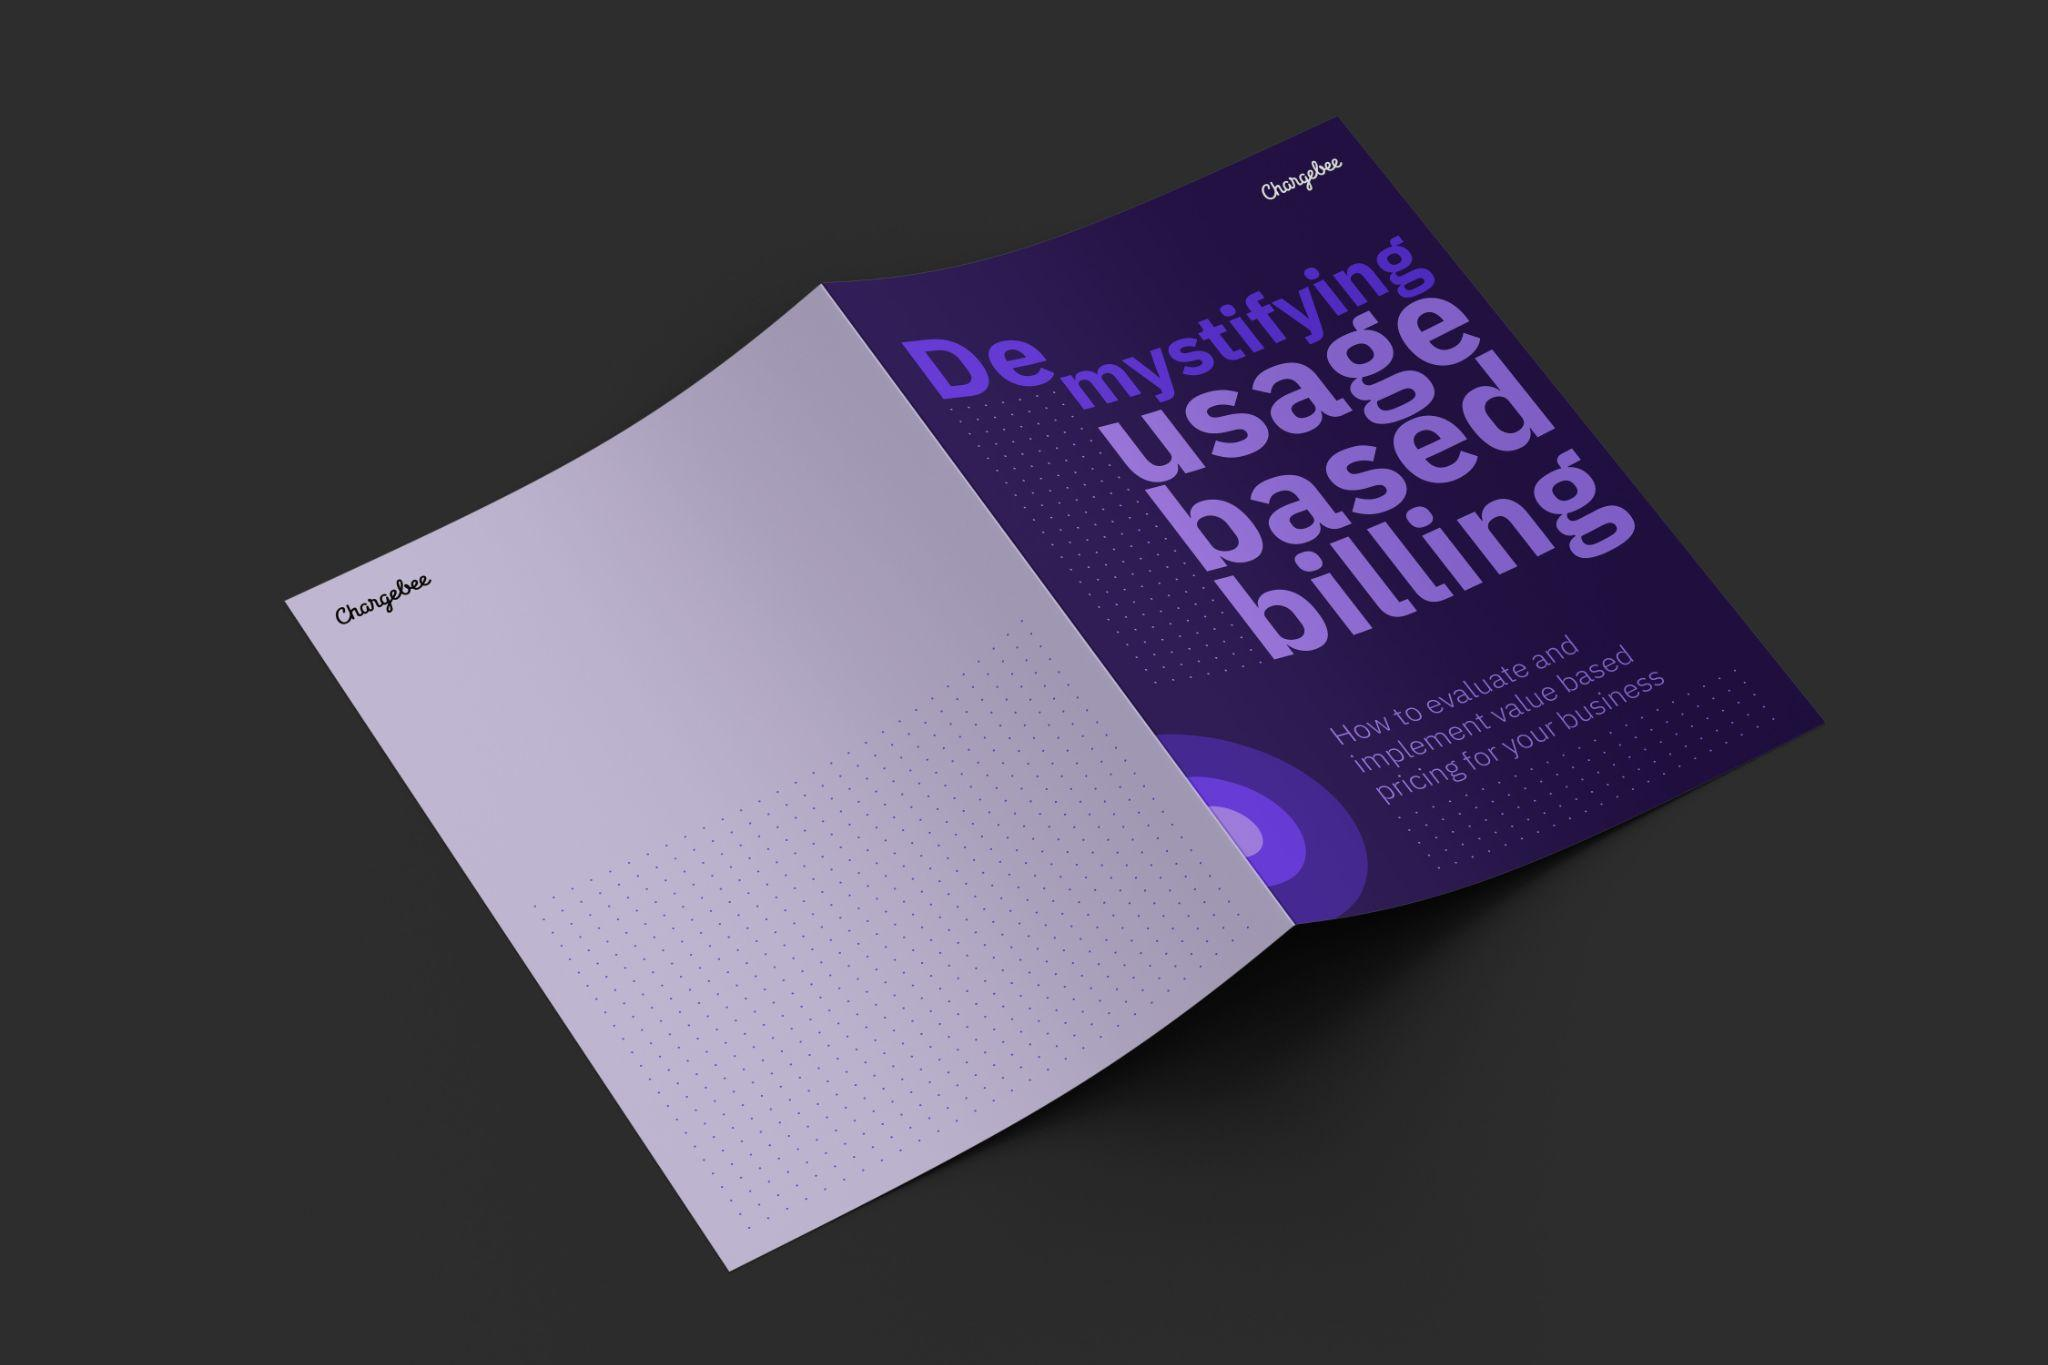 Chargebee
Chargebee
De
mystifying
usage
based
billing
How to evaluate and
implement value based
pricing for your business